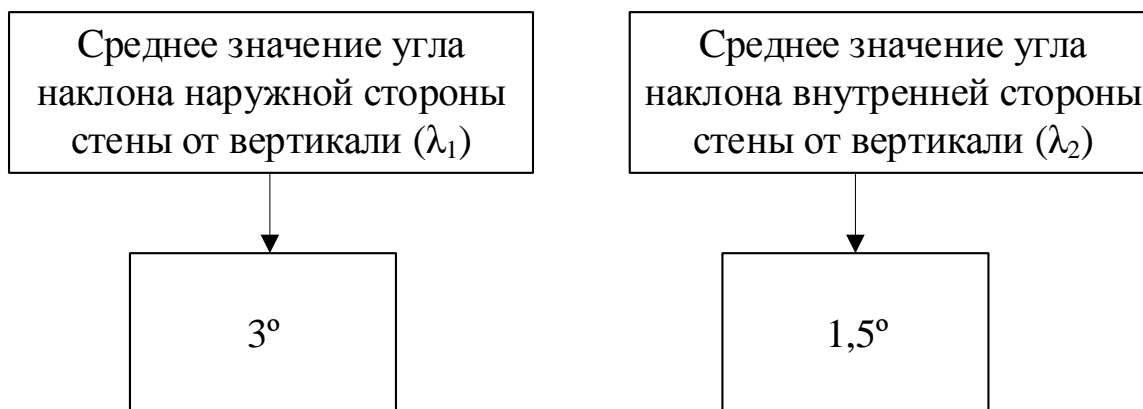 Среднее значение угла
наклона наружной стороны
стены от вертикали (λ₁)
Среднее значение угла
наклона внутренней стороны
стены от вертикали (λ₂)
3º
1,5º